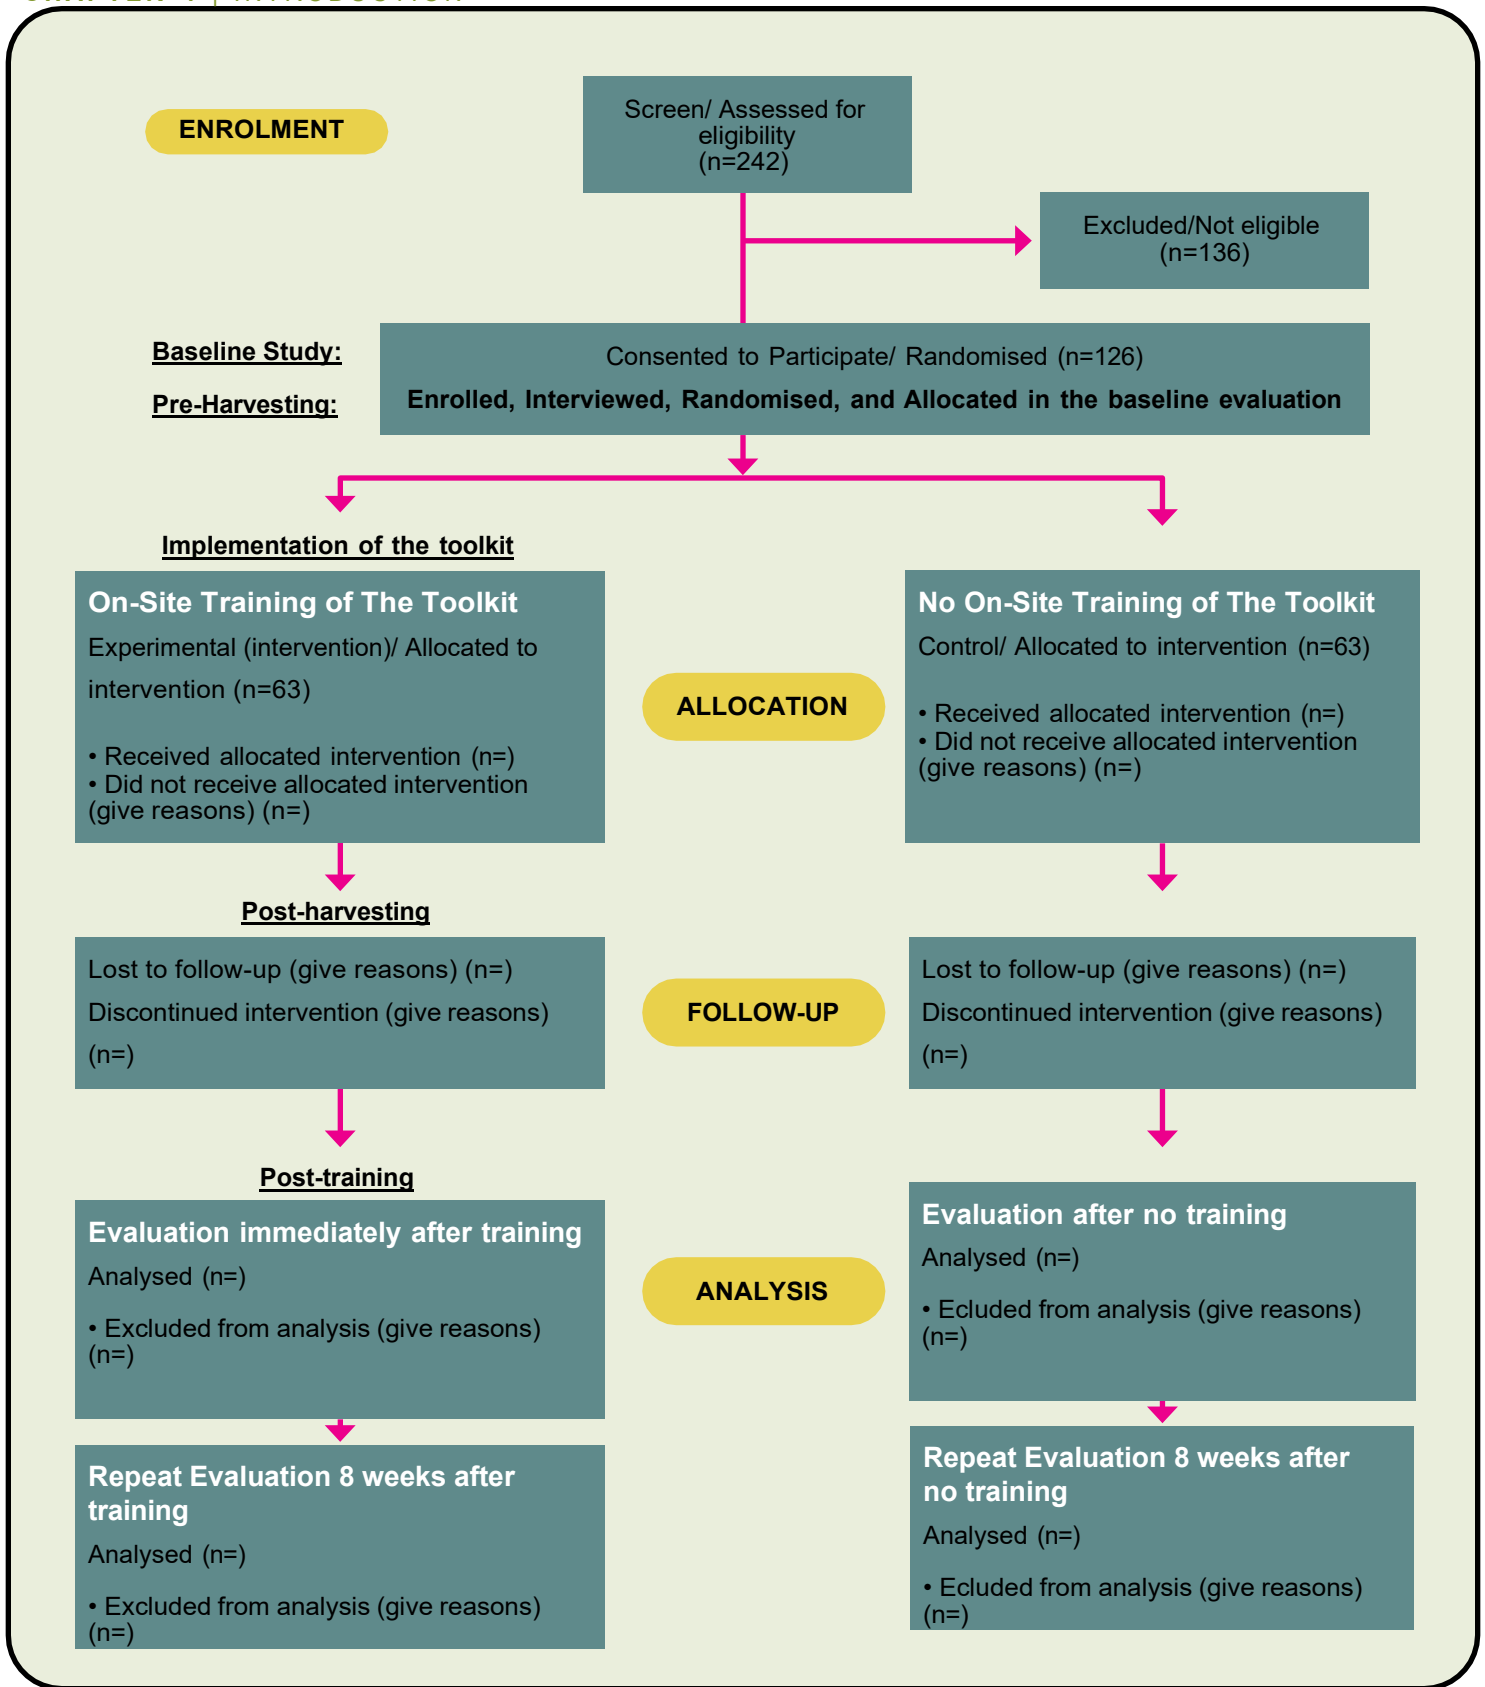 ENROLMENT
Screen/ Assessed for
eligibility
(n=242)
Excluded/Not eligible
(n=136)
Baseline Study:
Pre-Harvesting:
Consented to Participate/ Randomised (n=126)
Enrolled, Interviewed, Randomised, and Allocated in the baseline evaluation
Implementation of the toolkit
On-Site Training of The Toolkit
Experimental (intervention)/ Allocated to
intervention (n=63)
• Received allocated intervention (n=)
• Did not receive allocated intervention
(give reasons) (n=)
ALLOCATION
No On-Site Training of The Toolkit
Control/ Allocated to intervention (n=63)
• Received allocated intervention (n=)
• Did not receive allocated intervention
(give reasons) (n=)
Post-harvesting
Lost to follow-up (give reasons) (n=)
Discontinued intervention (give reasons)
(n=)
FOLLOW-UP
Lost to follow-up (give reasons) (n=)
Discontinued intervention (give reasons)
(n=)
Post-training
Evaluation immediately after training
Analysed (n=)
• Excluded from analysis (give reasons)
(n=)
ANALYSIS
Evaluation after no training
Analysed (n=)
• Ecluded from analysis (give reasons)
(n=)
Repeat Evaluation 8 weeks after
training
Analysed (n=)
• Excluded from analysis (give reasons)
(n=)
Repeat Evaluation 8 weeks after
no training
Analysed (n=)
• Ecluded from analysis (give reasons)
(n=)